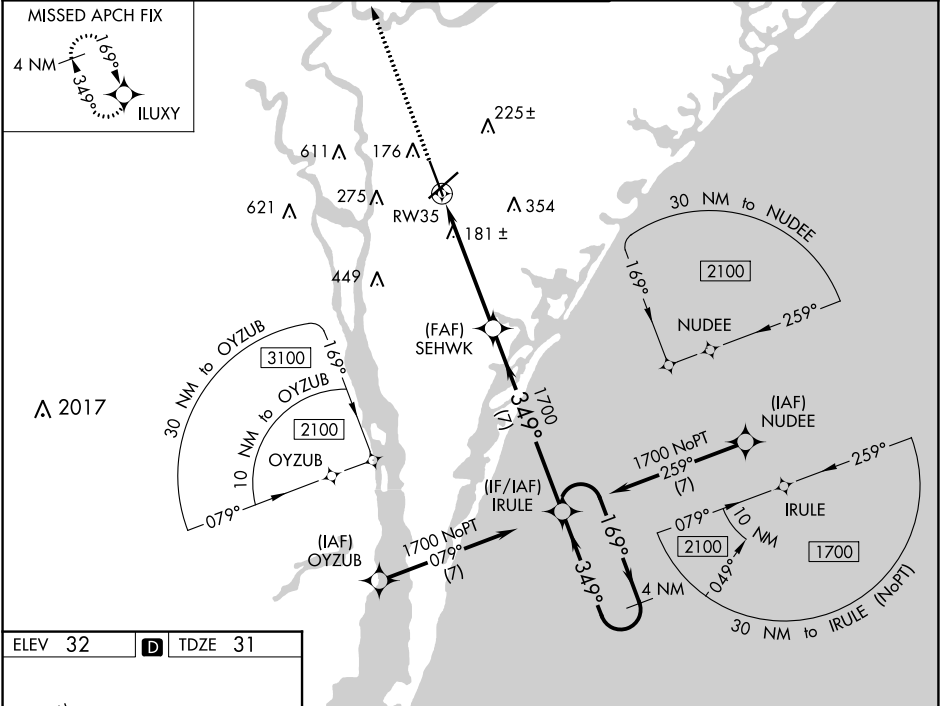 MISSED APCH FIX
4 NM
169°
349°
ILUXY
225±
611
176
275
621
RW35
354
181 ±
449
(FAF)
SEHWK
30 NM to NUDEE
2100
169°
259°
NUDEE
30 NM to OYZUB
3100
169°
10 NM to OYZUB
2100
OYZUB
079°
2017
1700
349°
(7)
(IAF)
NUDEE
1700 NoPT
259°
(7)
(IF/IAF)
IRULE
(IAF)
OYZUB
1700 NoPT
079°
(7)
169°
349°
4 NM
259°
079°
IRULE
10 NM
2100
1700
049°
30 NM to IRULE (NoPT)
ELEV 32
D
TDZE 31